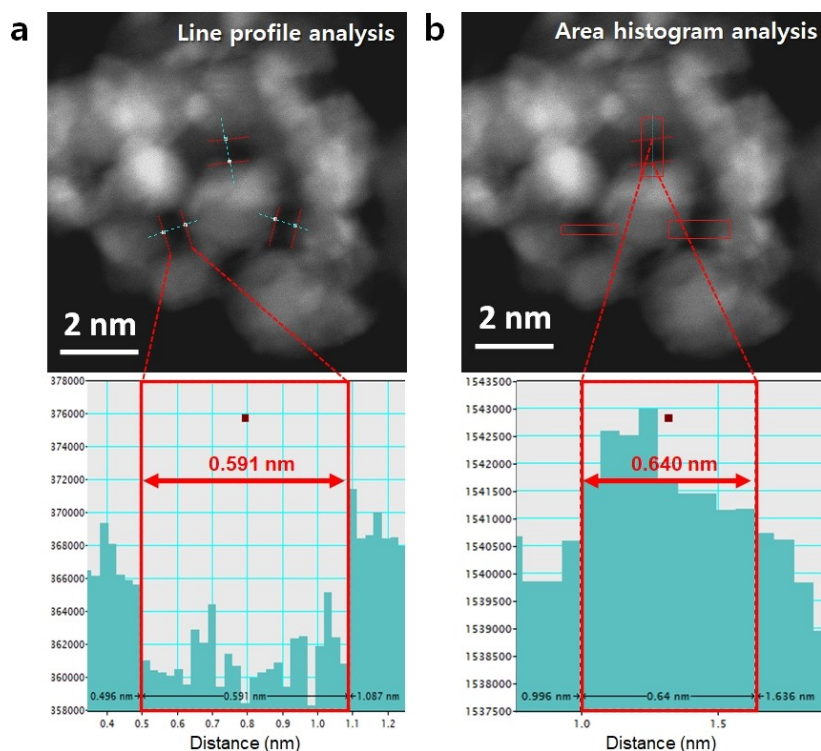 a
Line profile analysis
2 nm
378000
376000
374000
372000
370000
368000
366000
364000
362000
360000
358000
0.591 nm
0.496 nm
0.591 nm
1.087 nm
0.4 0.5 0.6 0.7 0.8 0.9 1.0 1.1 1.2
Distance (nm)
b
Area histogram analysis
2 nm
1543500
1543000
1542500
1542000
1541500
1541000
1540500
1540000
1539500
1539000
1538500
1538000
1537500
0.640 nm
0.996 nm
0.64 nm
1.636 nm
1.0 1.5
Distance (nm)